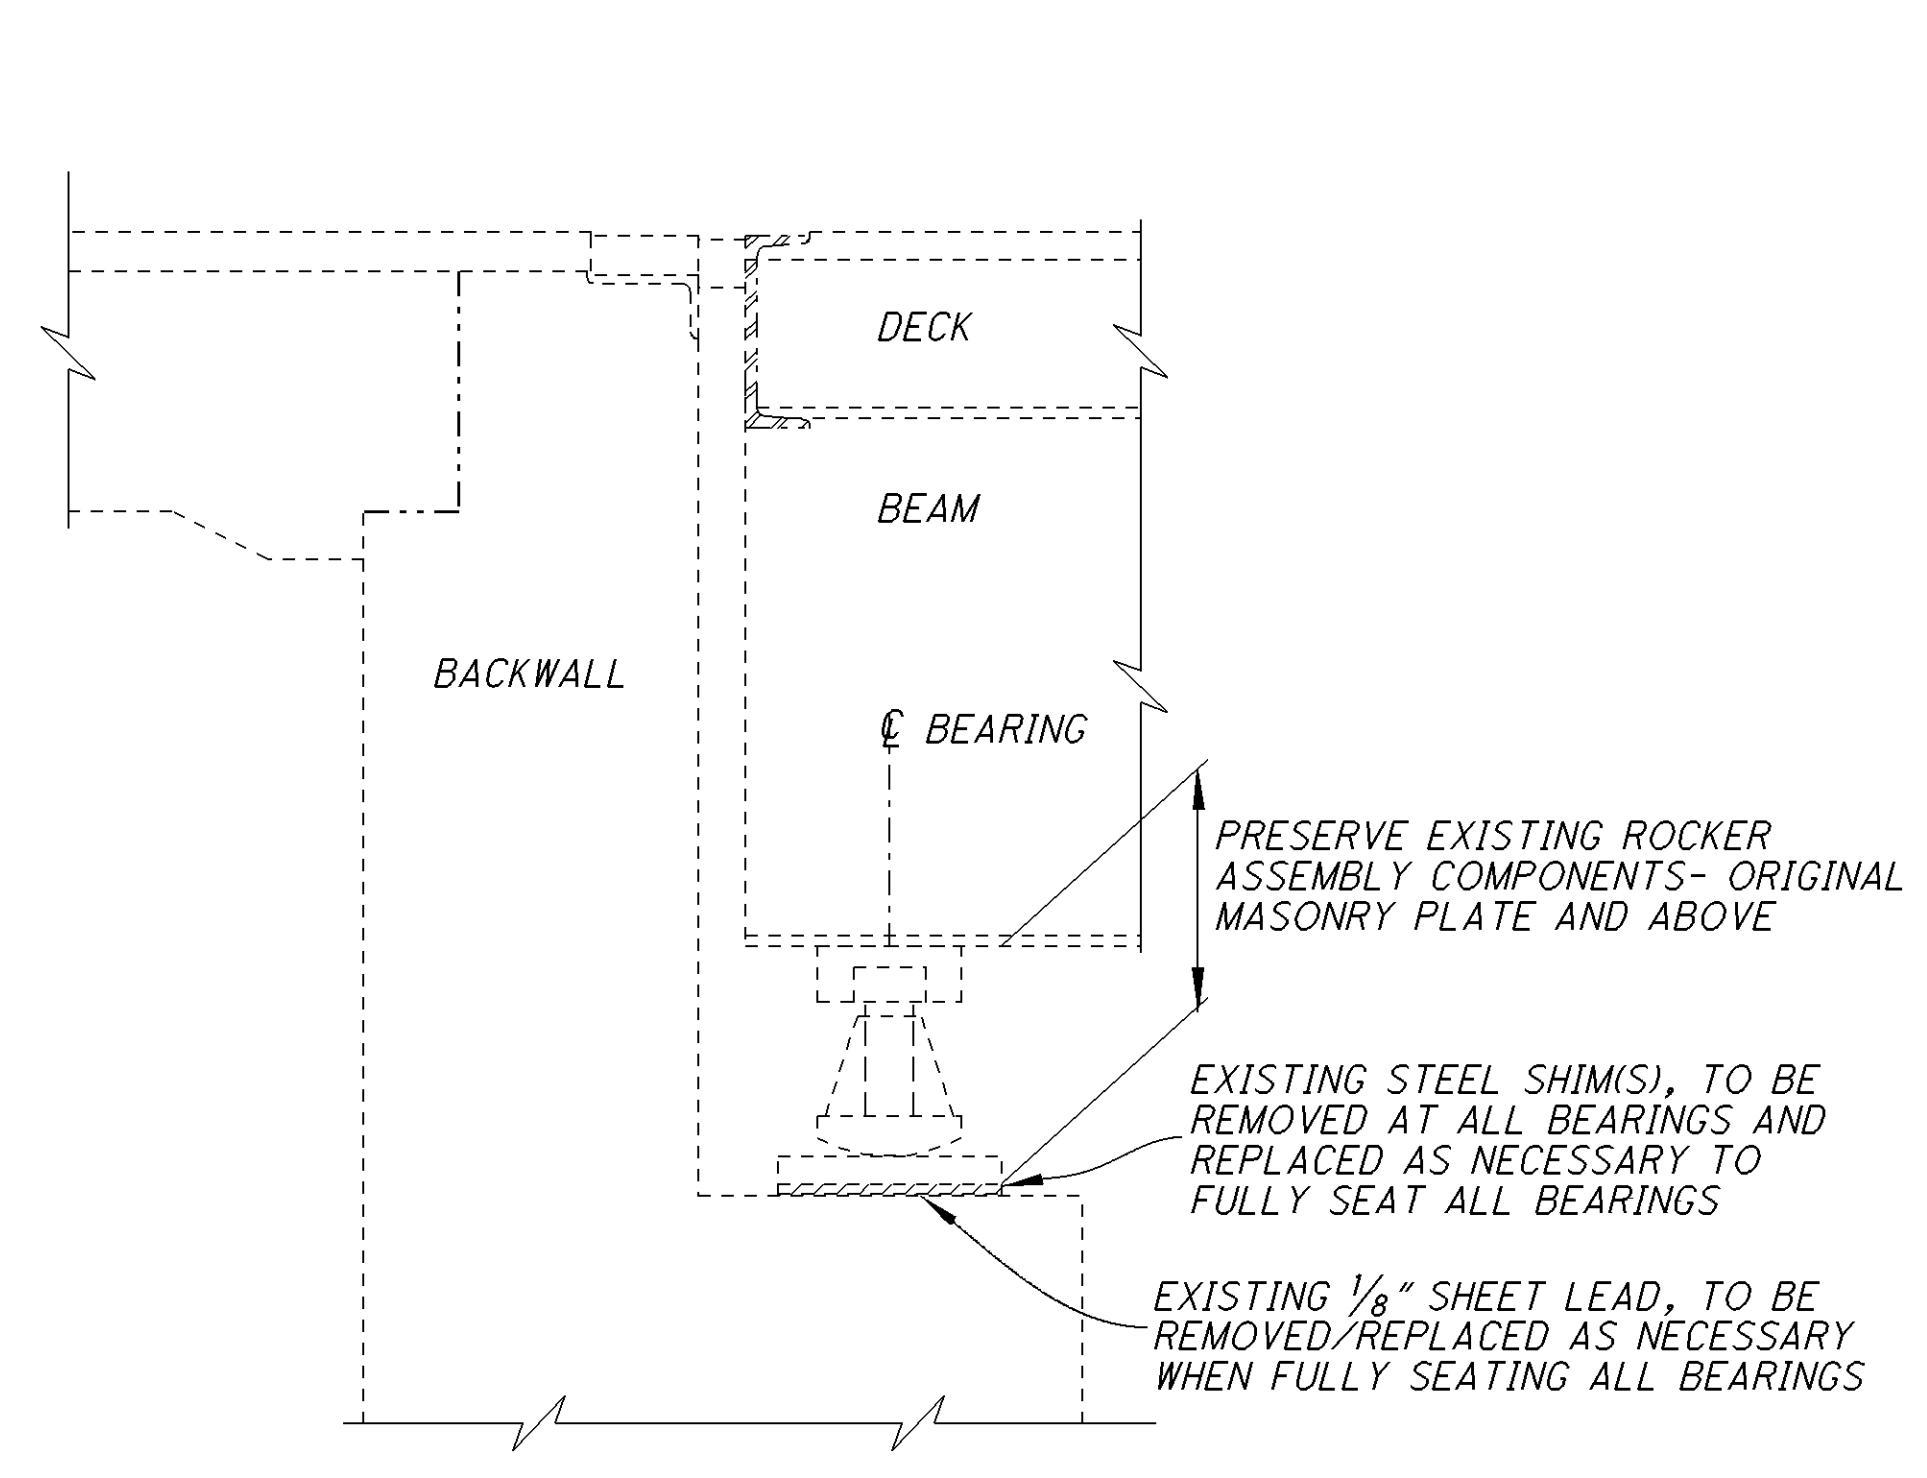 DECK
BEAM
BACKWALL
℄ BEARING
PRESERVE EXISTING ROCKER
ASSEMBLY COMPONENTS- ORIGINAL
MASONRY PLATE AND ABOVE
EXISTING STEEL SHIM(S), TO BE
REMOVED AT ALL BEARINGS AND
REPLACED AS NECESSARY TO
FULLY SEAT ALL BEARINGS
EXISTING 1/8" SHEET LEAD, TO BE
REMOVED/REPLACED AS NECESSARY
WHEN FULLY SEATING ALL BEARINGS